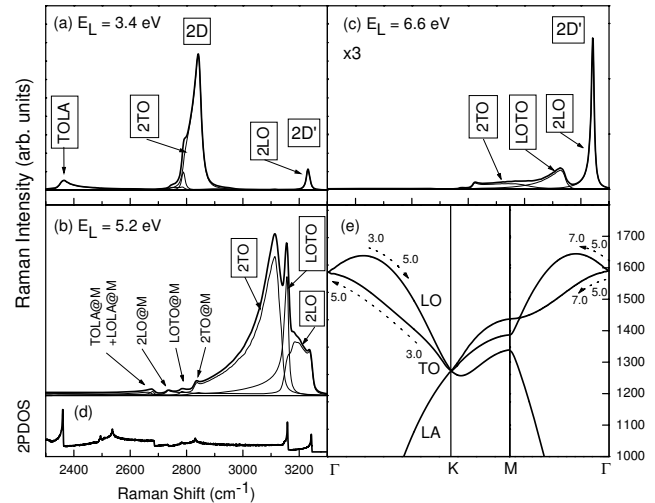 (a) E_L = 3.4 eV
2D
TOLA
2TO
2LO
2D'
(c) E_L = 6.6 eV
x3
2D'
2TO
LOTO
2LO
Raman Intensity (arb. units)
(b) E_L = 5.2 eV
2TO
LOTO
2LO
TOLA@M
+LOLA@M
2LO@M
LOTO@M
2TO@M
2PDOS
(d)
2400
2600
2800
3000
3200
Raman Shift (cm⁻¹)
(e)
3.0
5.0
5.0
3.0
7.0
5.0
7.0
5.0
LO
TO
LA
1700
1600
1500
1400
1300
1200
1100
1000
Γ
K
M
Γ